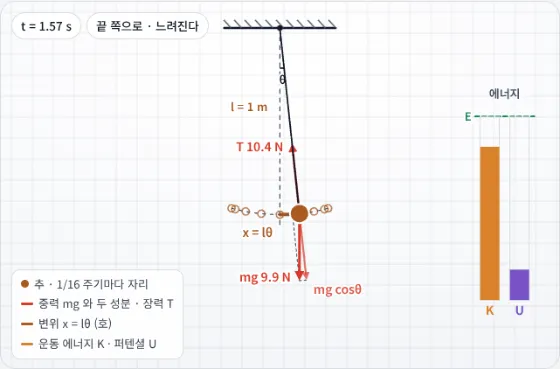 t = 1.57 s
끝 쪽으로 · 느려진다
θ
l = 1 m
T 10.4 N
x = lθ
mg 9.9 N
mg cosθ
에너지
E
K
U
추 · 1/16 주기마다 자리
중력 mg 와 두 성분 · 장력 T
변위 x = lθ (호)
운동 에너지 K · 퍼텐셜 U